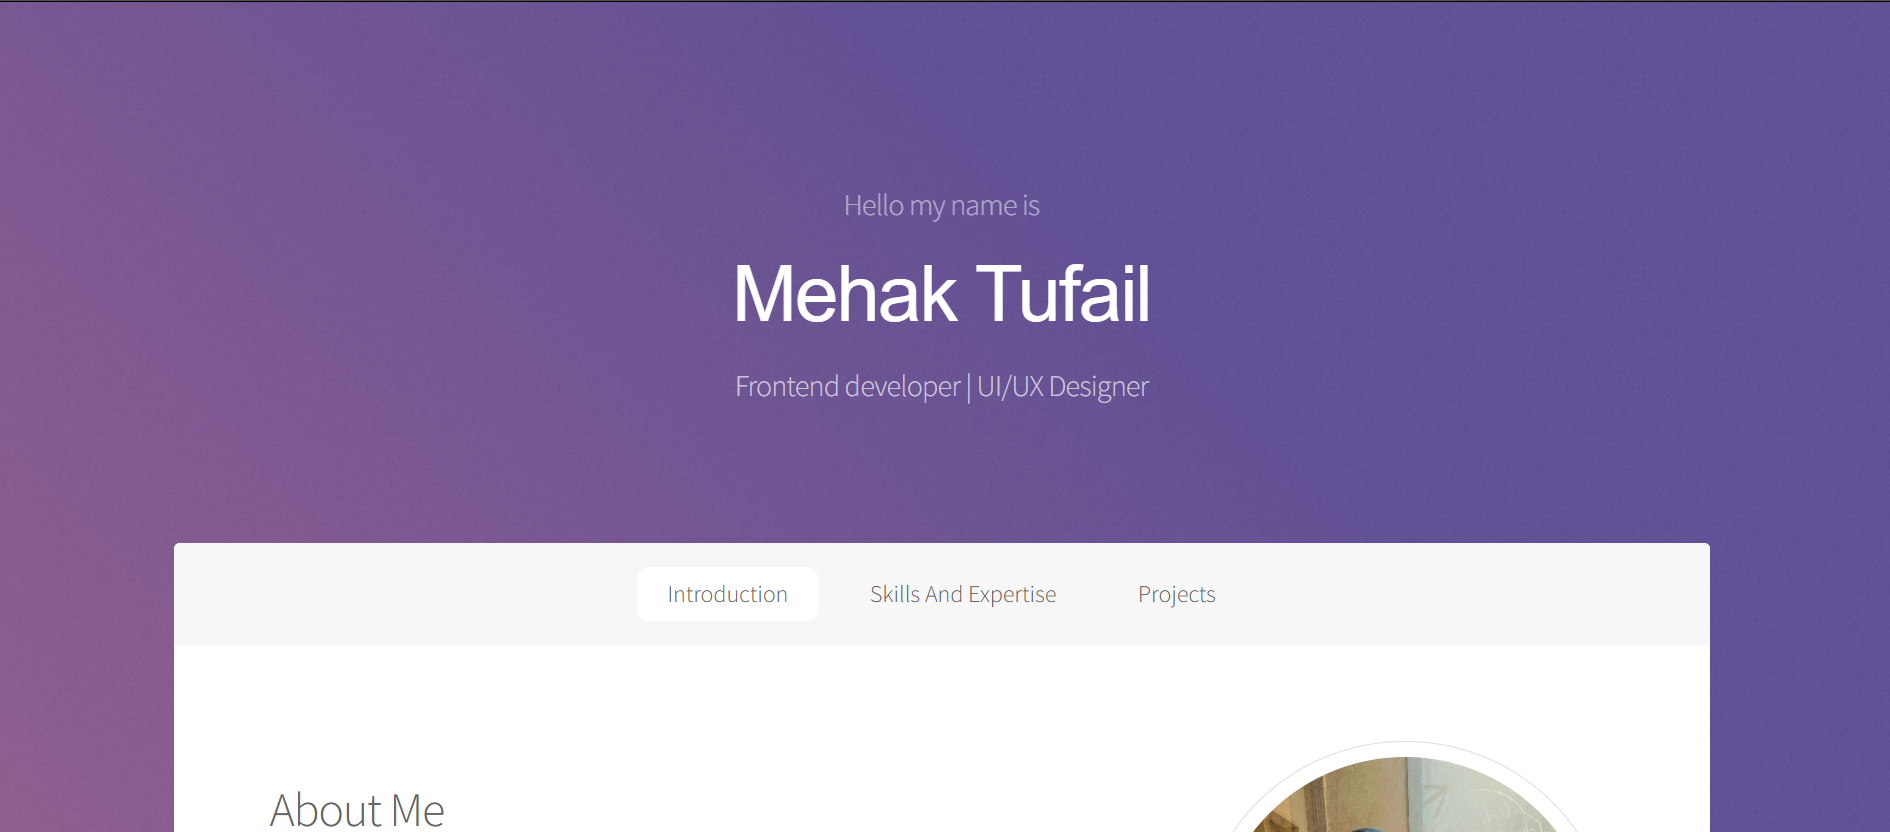 Hello my name is
Mehak Tufail
Frontend developer | UI/UX Designer
Introduction Skills And Expertise Projects
About Me